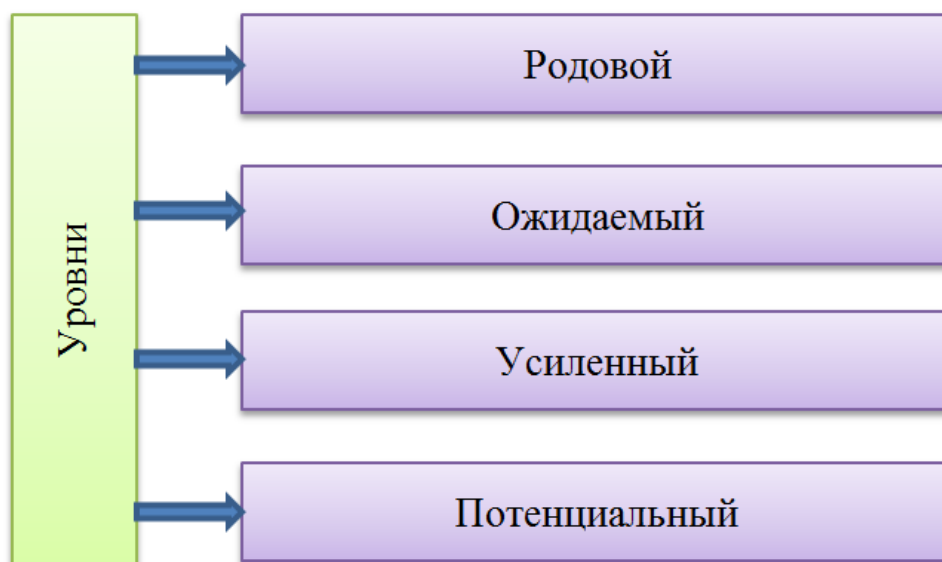 Уровни
Родовой
Ожидаемый
Усиленный
Потенциальный